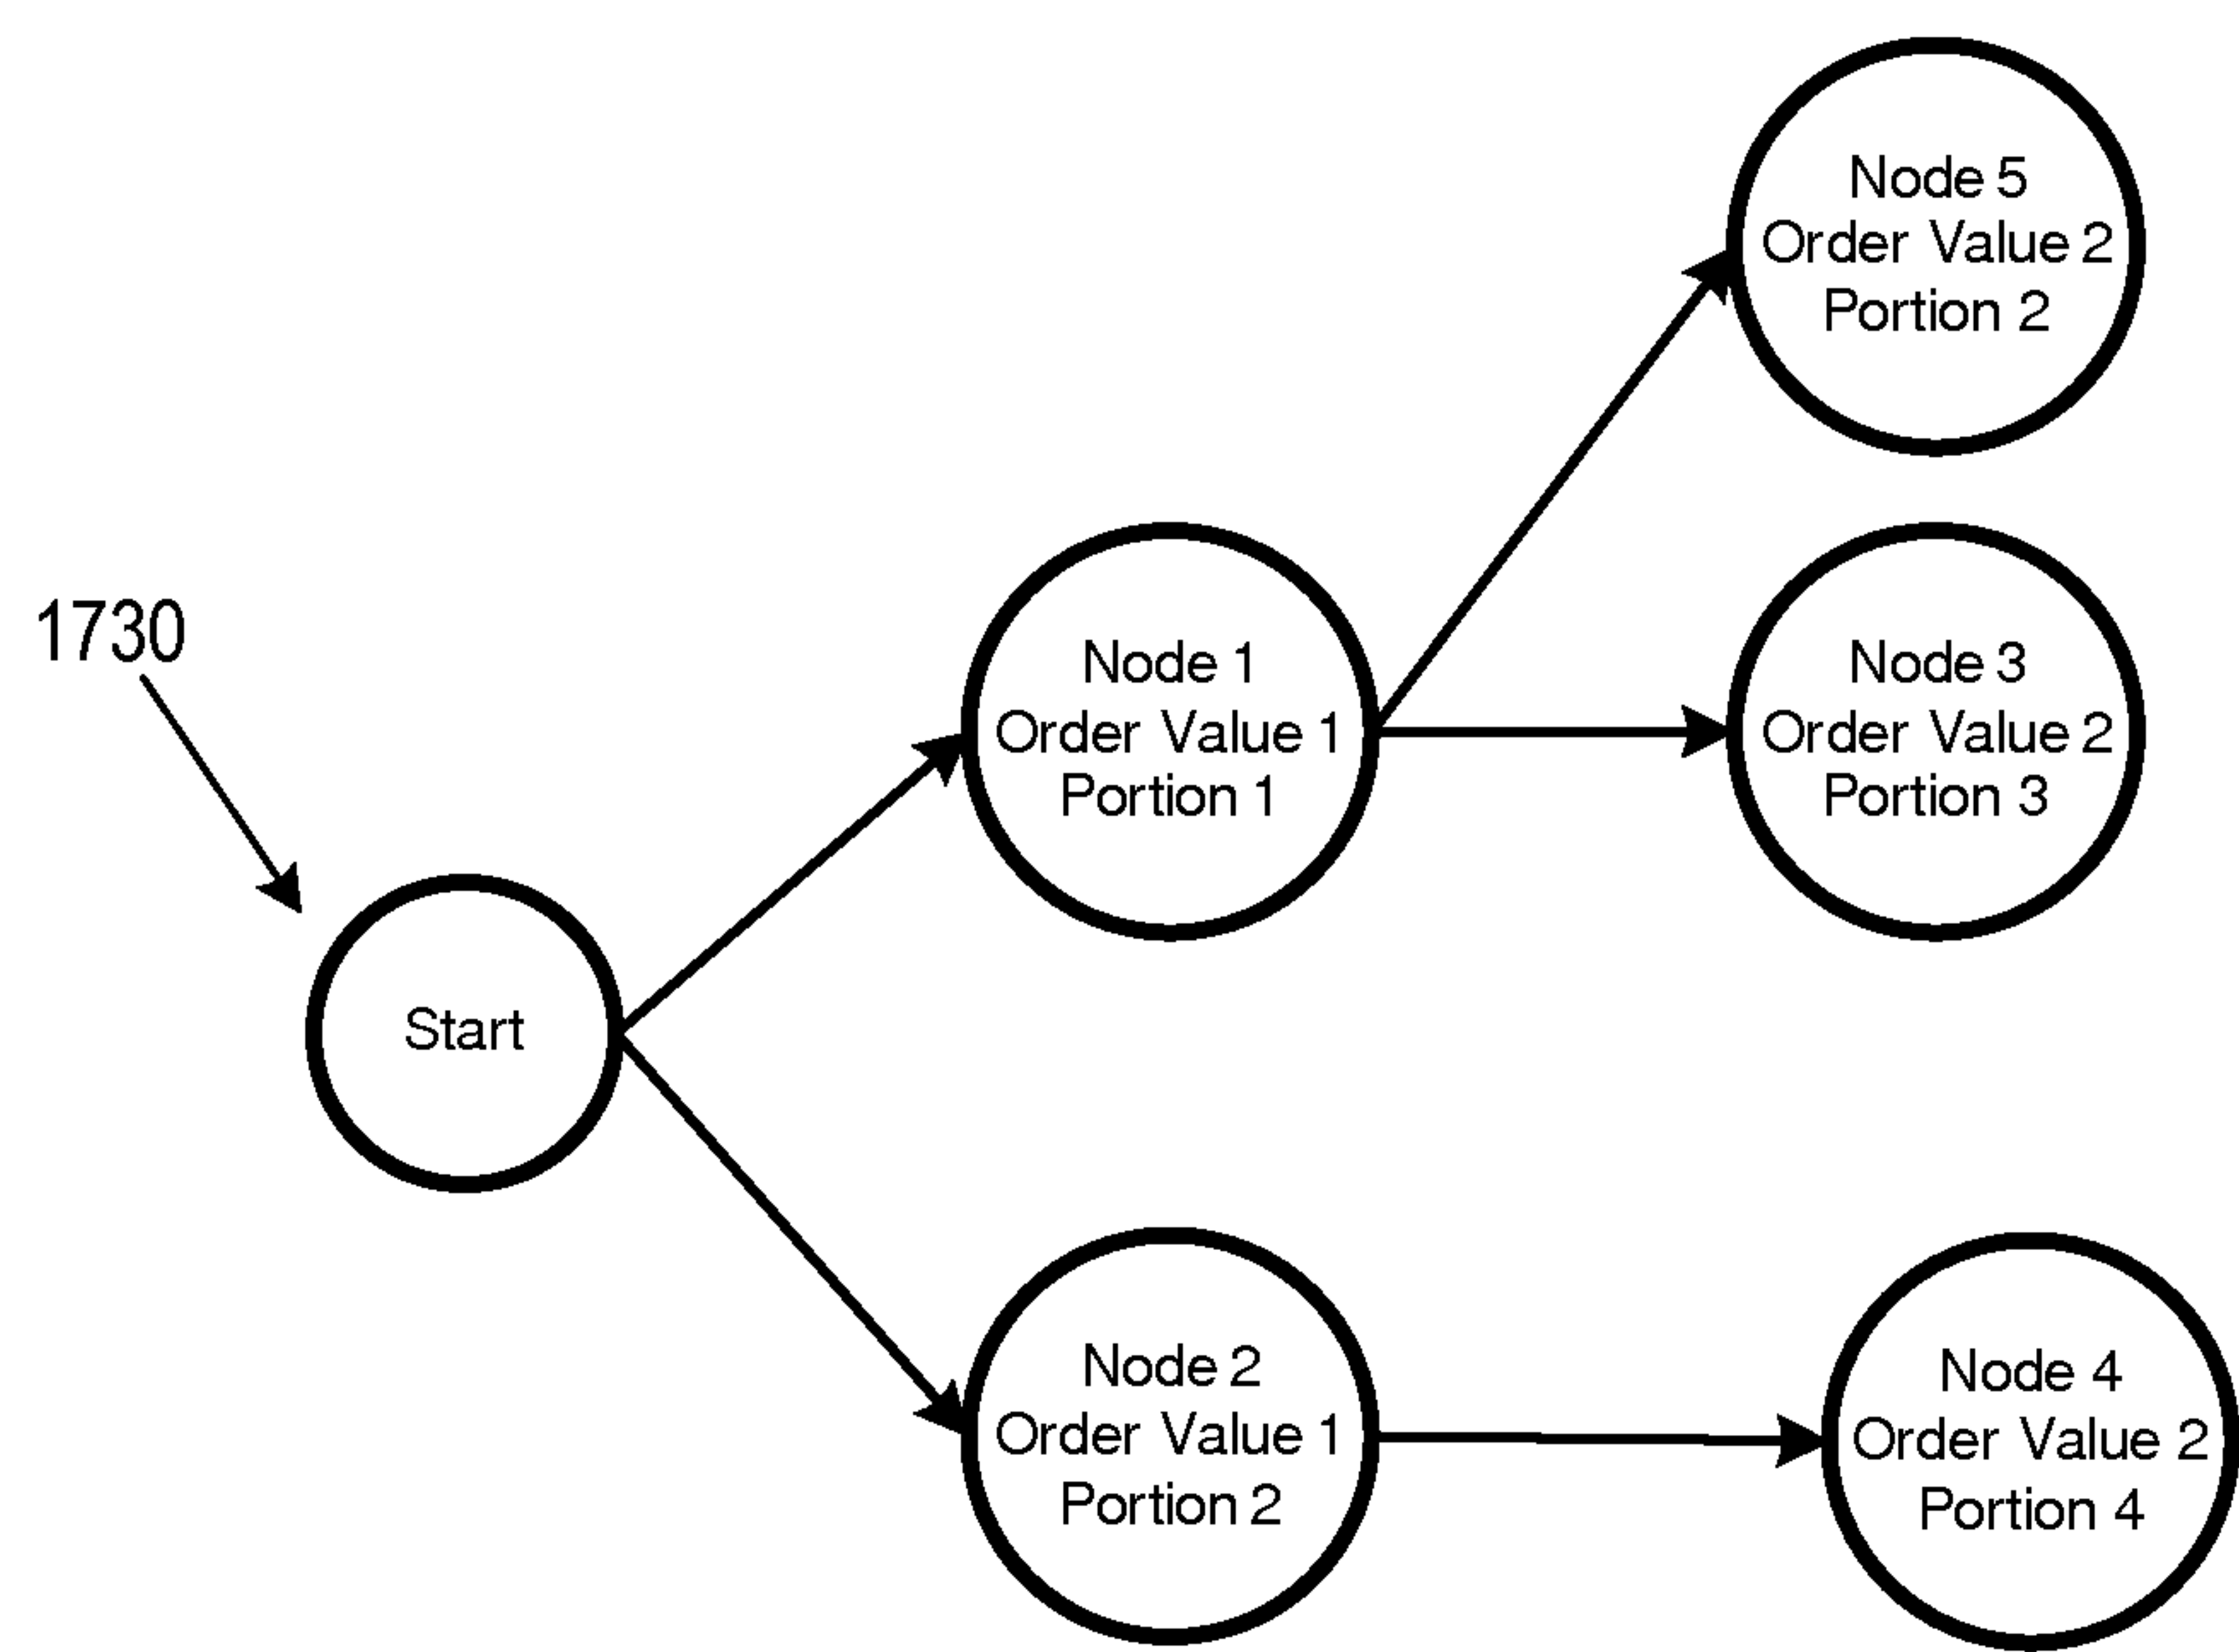 Node 5
Order Value 2
Portion 2
1730
Node 1
Order Value 1
Portion 1
Node 3
Order Value 2
Portion 3
Start
Node 2
Order Value 1
Portion 2
Node 4
Order Value 2
Portion 4